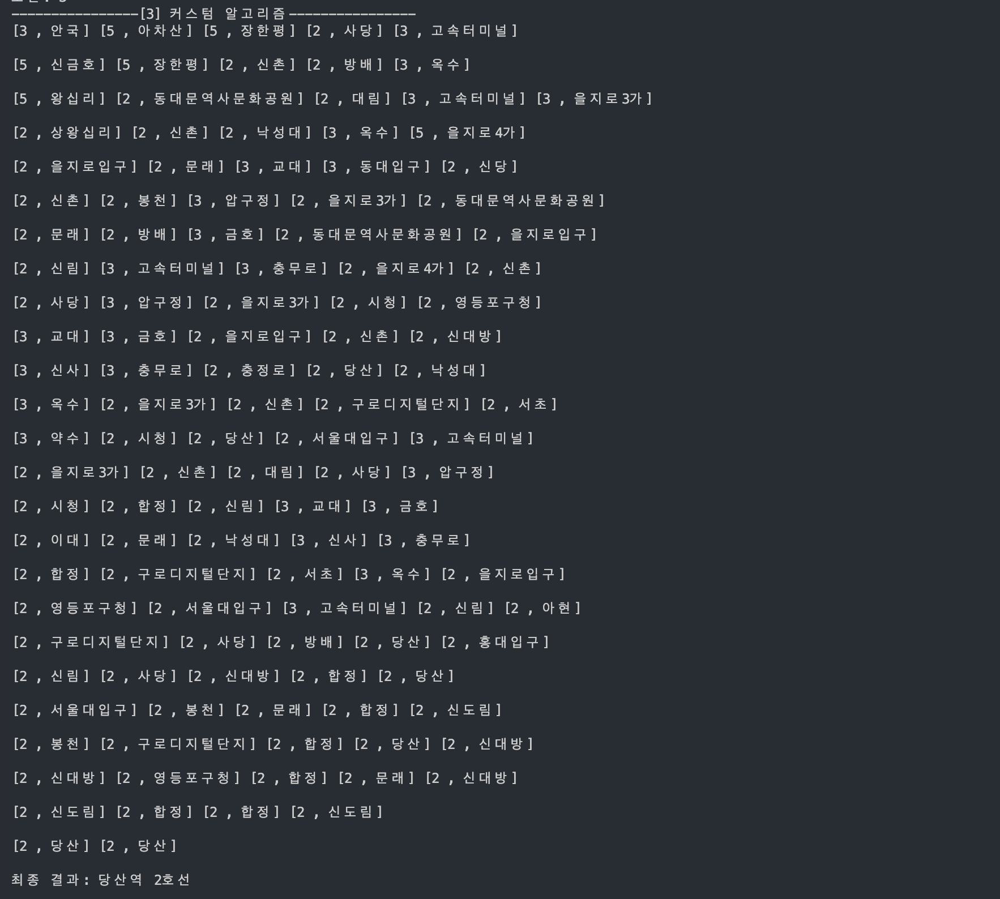 ----------------[3] 커스텀 알고리즘----------------
[3 , 안국] [5 , 아차산] [5 , 장한평] [2 , 사당] [3 , 고속터미널]
[5 , 신금호] [5 , 장한평] [2 , 신촌] [2 , 방배] [3 , 옥수]
[5 , 왕십리] [2 , 동대문역사문화공원] [2 , 대림] [3 , 고속터미널] [3 , 을지로3가]
[2 , 상왕십리] [2 , 신촌] [2 , 낙성대] [3 , 옥수] [5 , 을지로4가]
[2 , 을지로입구] [2 , 문래] [3 , 교대] [3 , 동대입구] [2 , 신당]
[2 , 신촌] [2 , 봉천] [3 , 압구정] [2 , 을지로3가] [2 , 동대문역사문화공원]
[2 , 문래] [2 , 방배] [3 , 금호] [2 , 동대문역사문화공원] [2 , 을지로입구]
[2 , 신림] [3 , 고속터미널] [3 , 충무로] [2 , 을지로4가] [2 , 신촌]
[2 , 사당] [3 , 압구정] [2 , 을지로3가] [2 , 시청] [2 , 영등포구청]
[3 , 교대] [3 , 금호] [2 , 을지로입구] [2 , 신촌] [2 , 신대방]
[3 , 신사] [3 , 충무로] [2 , 충정로] [2 , 당산] [2 , 낙성대]
[3 , 옥수] [2 , 을지로3가] [2 , 신촌] [2 , 구로디지털단지] [2 , 서초]
[3 , 약수] [2 , 시청] [2 , 당산] [2 , 서울대입구] [3 , 고속터미널]
[2 , 을지로3가] [2 , 신촌] [2 , 대림] [2 , 사당] [3 , 압구정]
[2 , 시청] [2 , 합정] [2 , 신림] [3 , 교대] [3 , 금호]
[2 , 이대] [2 , 문래] [2 , 낙성대] [3 , 신사] [3 , 충무로]
[2 , 합정] [2 , 구로디지털단지] [2 , 서초] [3 , 옥수] [2 , 을지로입구]
[2 , 영등포구청] [2 , 서울대입구] [3 , 고속터미널] [2 , 신림] [2 , 아현]
[2 , 구로디지털단지] [2 , 사당] [2 , 방배] [2 , 당산] [2 , 홍대입구]
[2 , 신림] [2 , 사당] [2 , 신대방] [2 , 합정] [2 , 당산]
[2 , 서울대입구] [2 , 봉천] [2 , 문래] [2 , 합정] [2 , 신도림]
[2 , 봉천] [2 , 구로디지털단지] [2 , 합정] [2 , 당산] [2 , 신대방]
[2 , 신대방] [2 , 영등포구청] [2 , 합정] [2 , 문래] [2 , 신대방]
[2 , 신도림] [2 , 합정] [2 , 합정] [2 , 신도림]
[2 , 당산] [2 , 당산]
최종 결과: 당산역 2호선